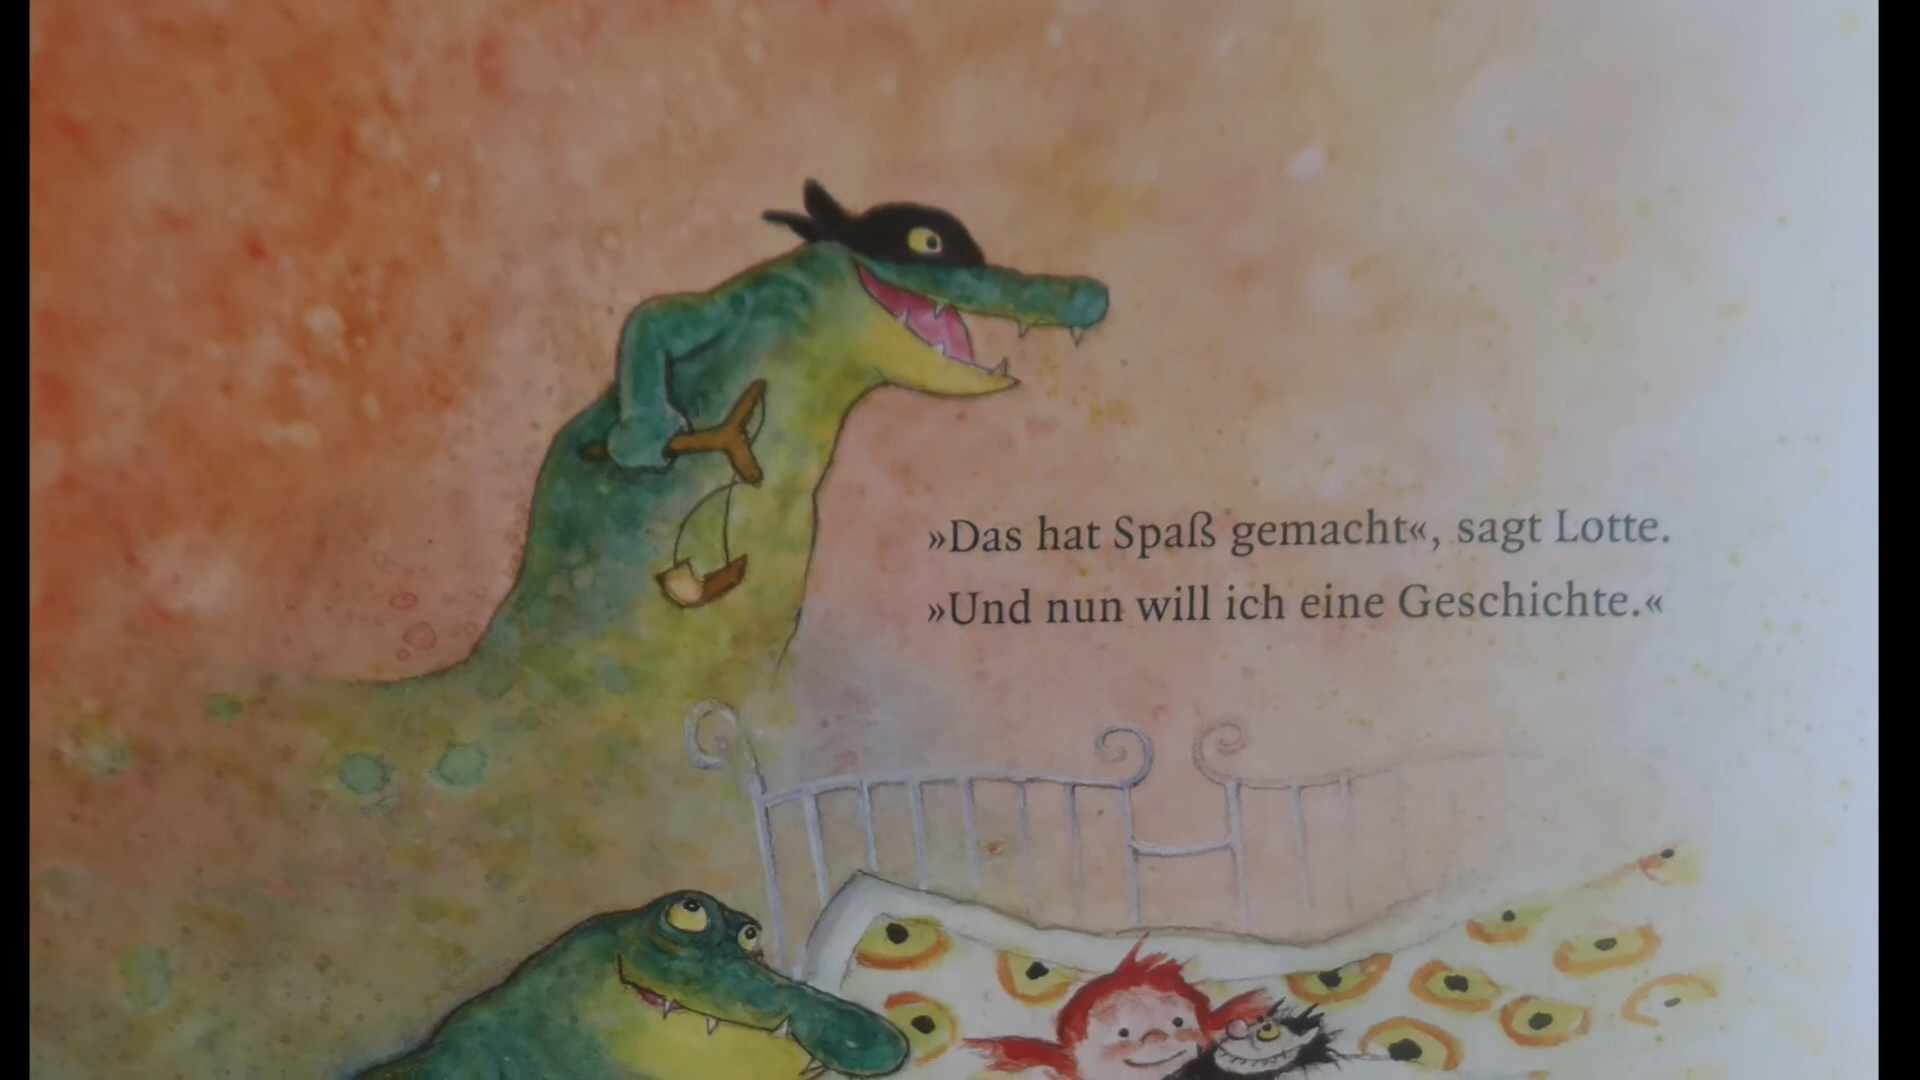 »Das hat Spaß gemacht«, sagt Lotte.
»Und nun will ich eine Geschichte.«